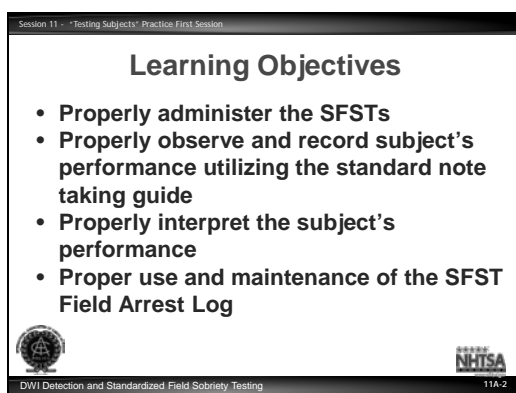 Session 11 - "Testing Subjects" Practice First Session
Learning Objectives
• Properly administer the SFSTs
• Properly observe and record subject's
performance utilizing the standard note
taking guide
• Properly interpret the subject's
performance
• Proper use and maintenance of the SFST
Field Arrest Log
NHTSA
DWI Detection and Standardized Field Sobriety Testing
11A-2